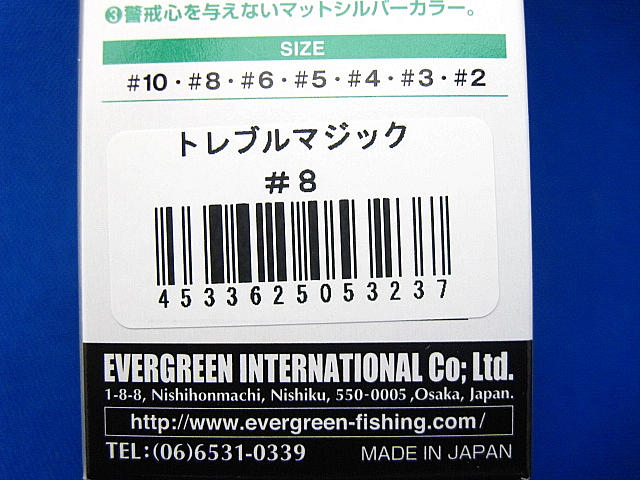 ❸警戒心を与えないマットシルバーカラー。
SIZE
#10・#8・#6・#5・#4・#3・#2
トレブルマジック
#8
4533625053237
EVERGREEN INTERNATIONAL Co; Ltd.
1-8-8, Nishihonmachi, Nishiku, 550-0005 ,Osaka, Japan.
http://www.evergreen-fishing.com/
TEL:(06)6531-0339 MADE IN JAPAN